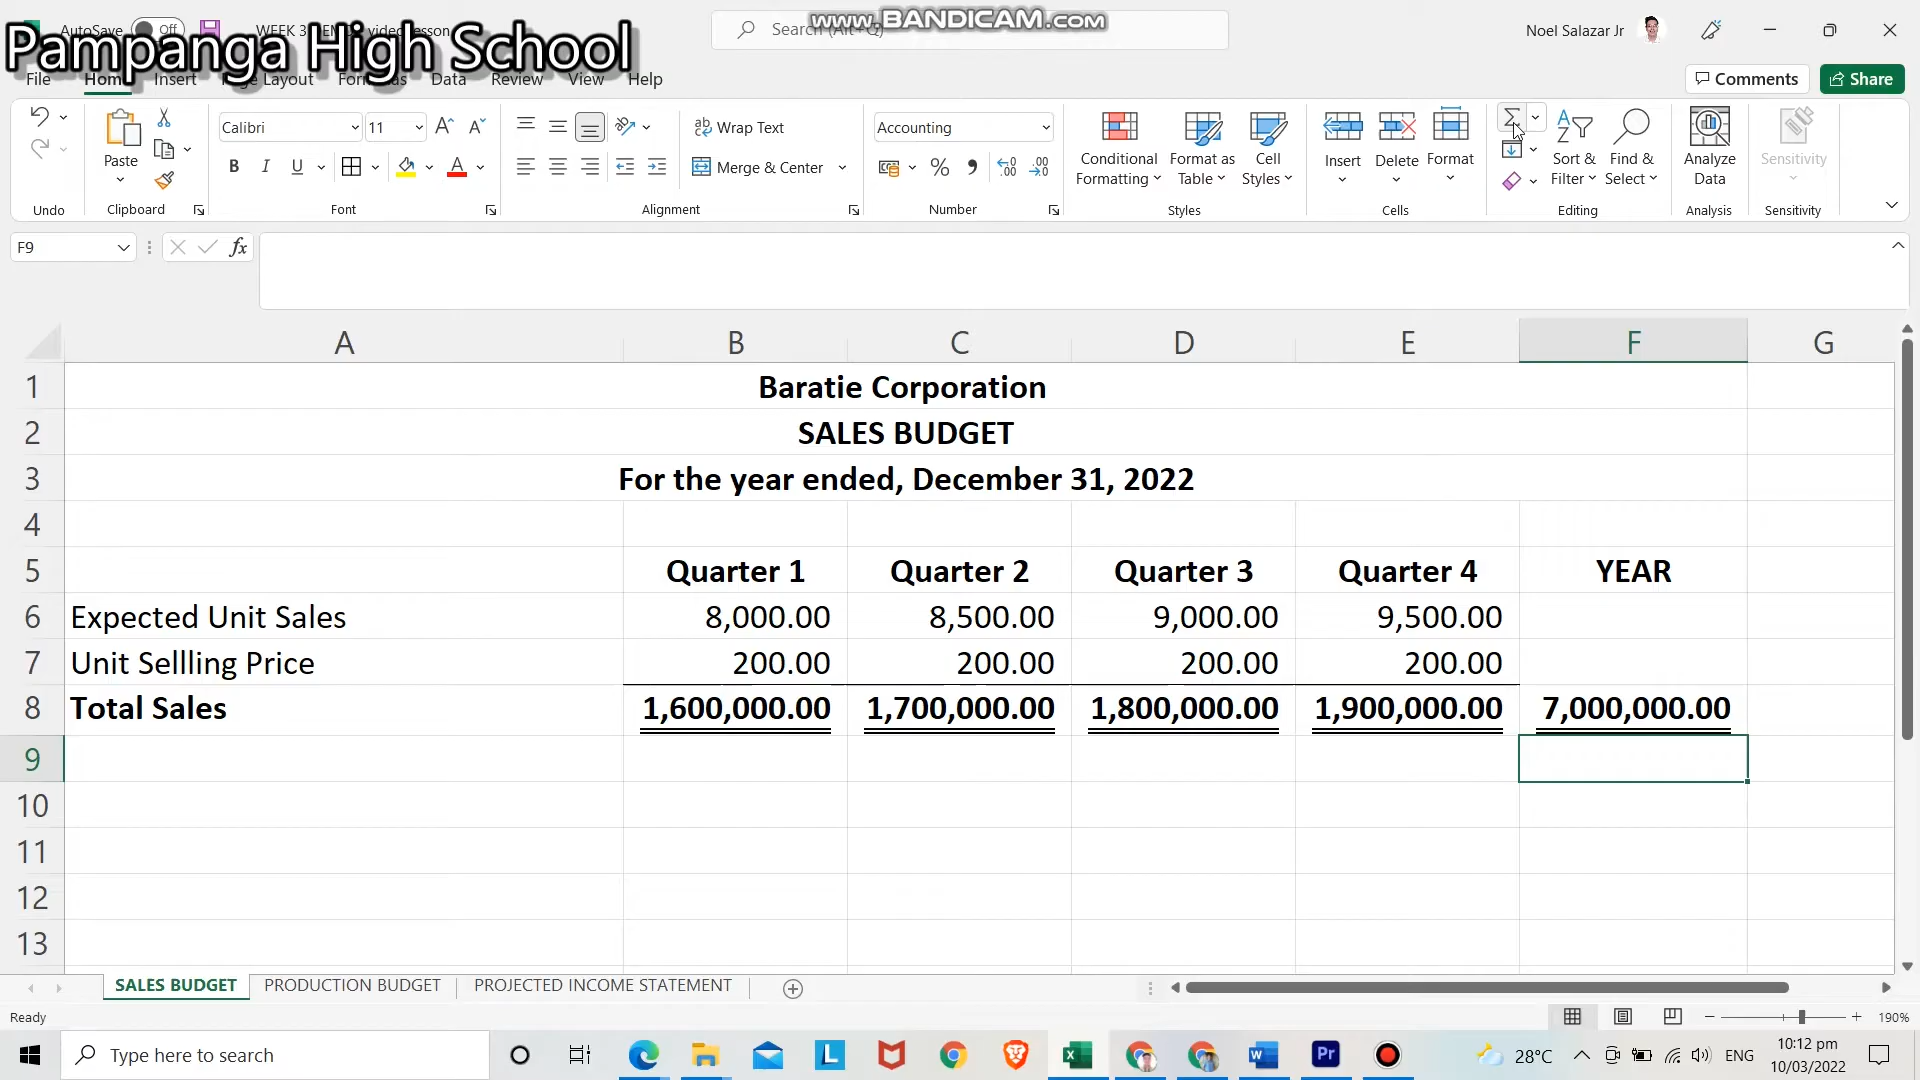 AutoSave Off
WEEK 3
Search (Alt+Q)
www.BANDICAM.com
Noel Salazar Jr
Pampanga High School
File Home Insert Page Layout Formulas Data Review View Help
Comments
Share
Paste
Undo
Clipboard
Calibri
11
B I U
A
Font
Wrap Text
Merge & Center
Alignment
Accounting
%
Number
Conditional Formatting
Format as Table
Cell Styles
Styles
Insert
Delete
Format
Cells
Sort & Filter
Find & Select
Editing
Analyze Data
Analysis
Sensitivity
Sensitivity
F9
fx
A B C D E F G
1 Baratie Corporation
2 SALES BUDGET
3 For the year ended, December 31, 2022
4
5 Quarter 1 Quarter 2 Quarter 3 Quarter 4 YEAR
6 Expected Unit Sales 8,000.00 8,500.00 9,000.00 9,500.00
7 Unit Sellling Price 200.00 200.00 200.00 200.00
8 Total Sales 1,600,000.00 1,700,000.00 1,800,000.00 1,900,000.00 7,000,000.00
9
10
11
12
13
SALES BUDGET PRODUCTION BUDGET PROJECTED INCOME STATEMENT
Ready
190%
Type here to search
28°C
ENG
10:12 pm
10/03/2022